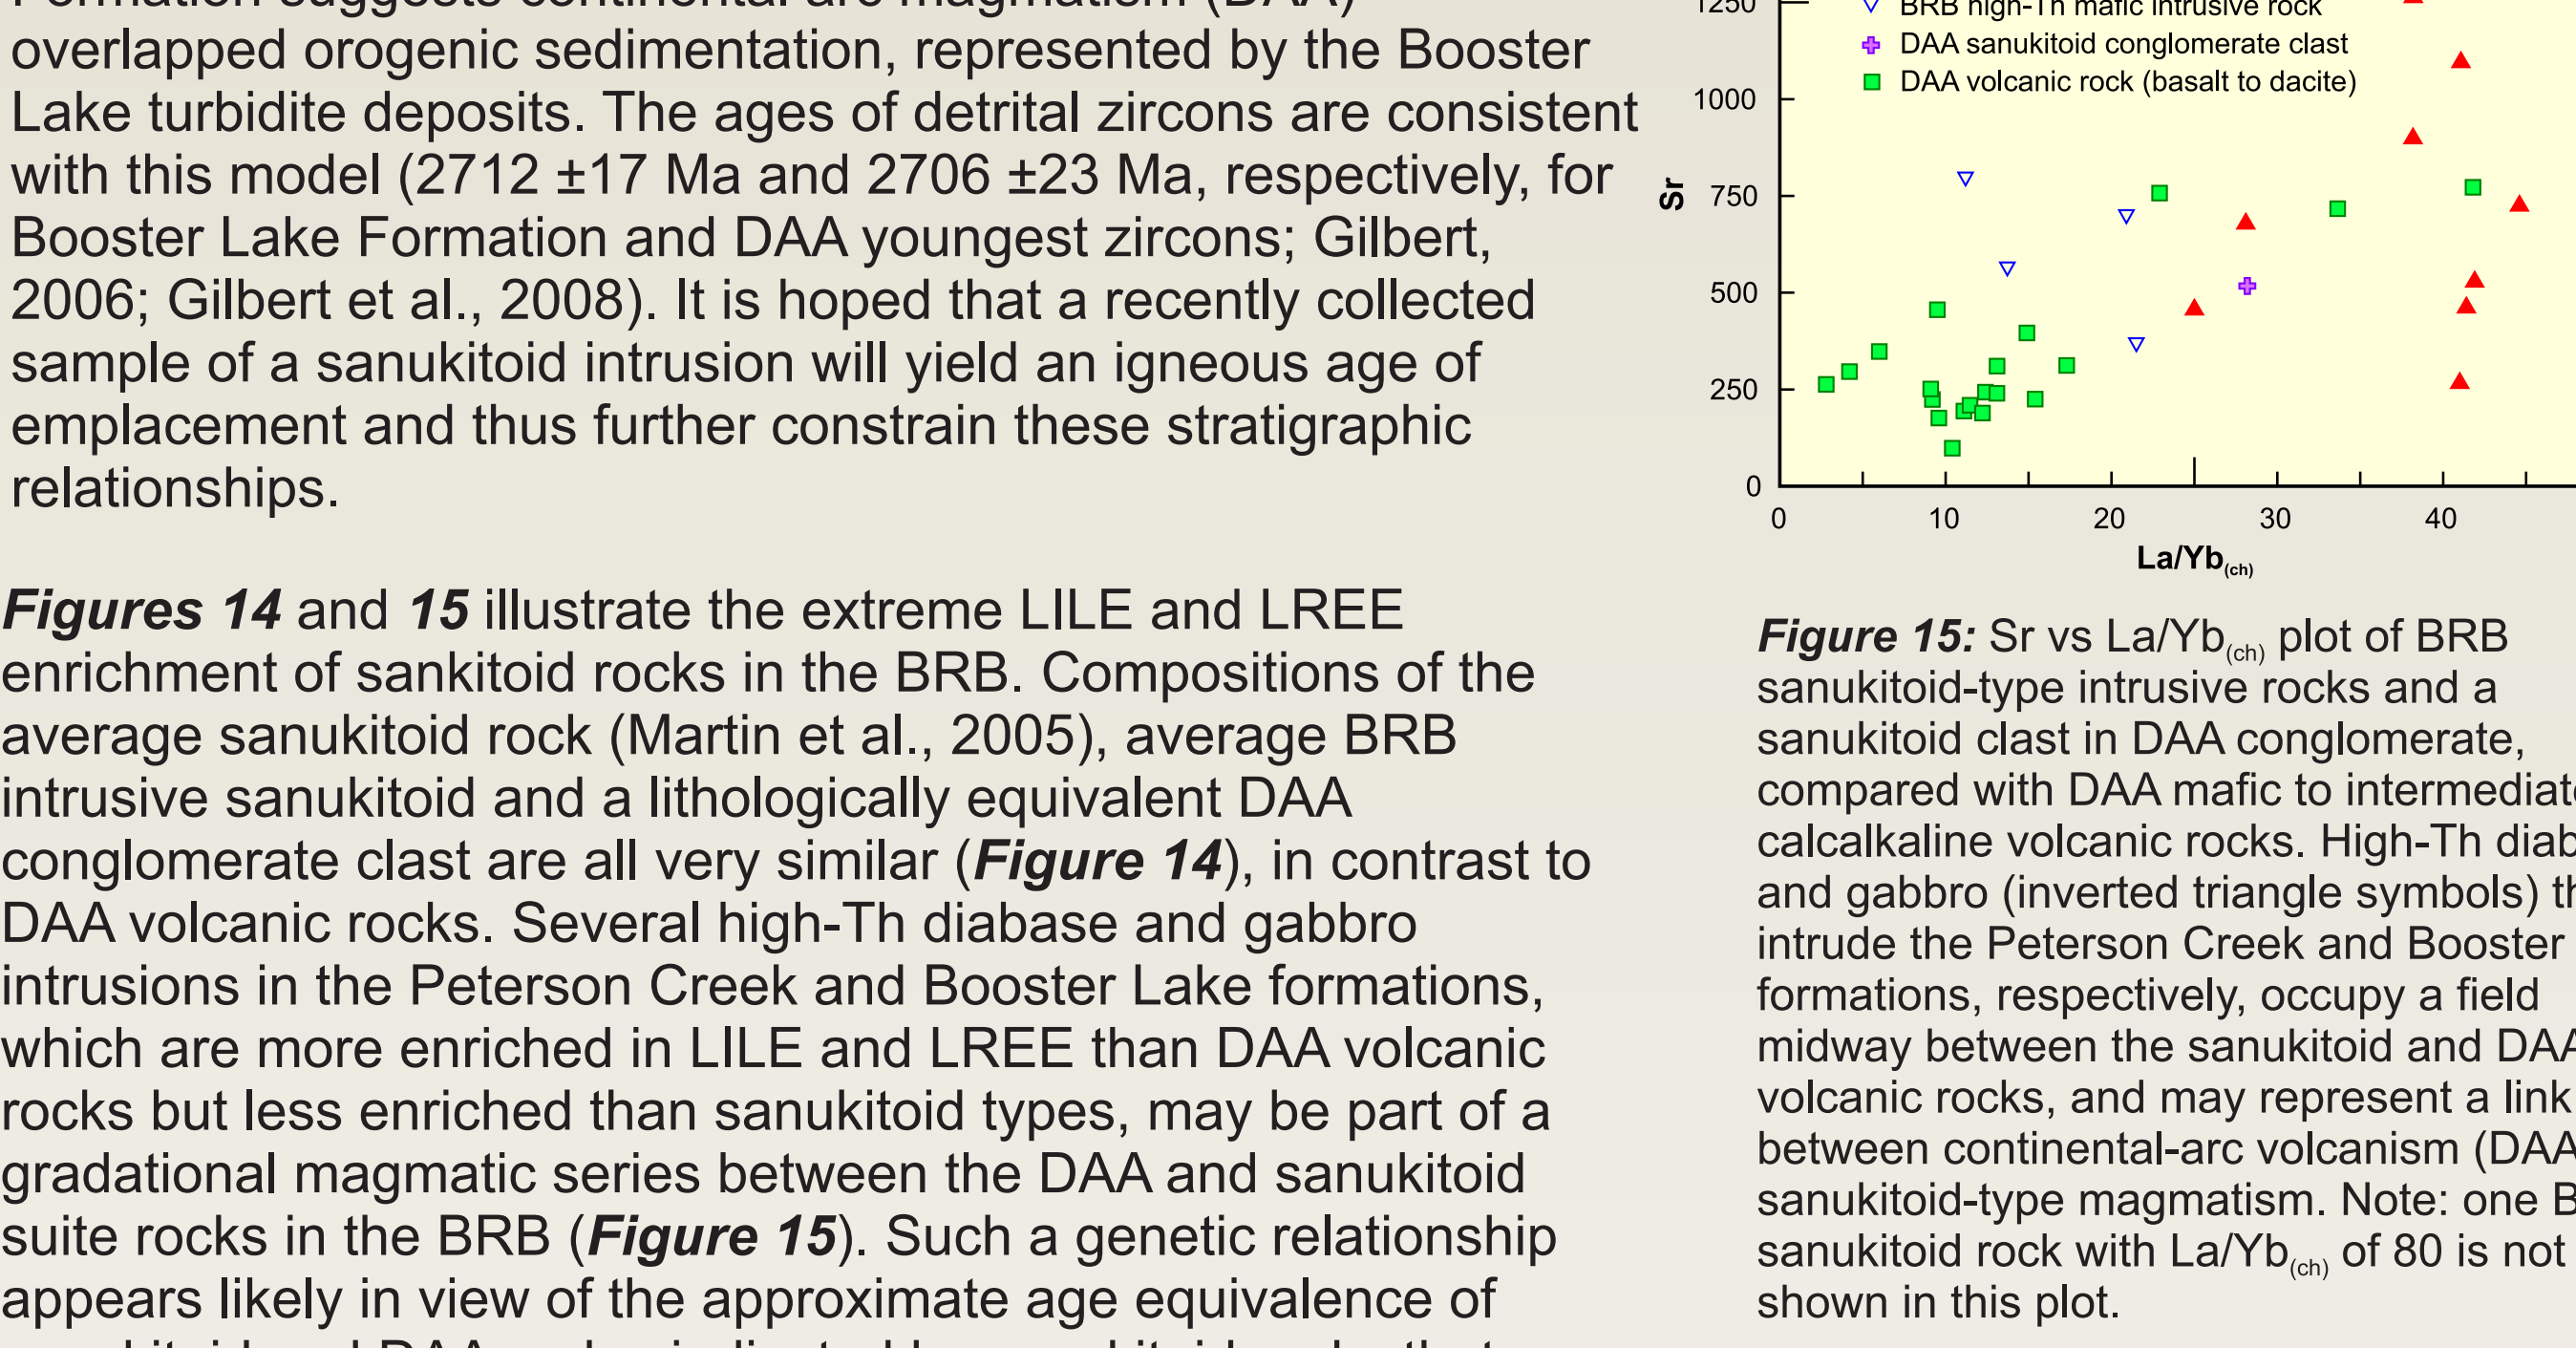 Formation suggests continental arc magmatism (DAA)
overlapped orogenic sedimentation, represented by the Booster
Lake turbidite deposits. The ages of detrital zircons are consistent
with this model (2712 ±17 Ma and 2706 ±23 Ma, respectively, for
Booster Lake Formation and DAA youngest zircons; Gilbert,
2006; Gilbert et al., 2008). It is hoped that a recently collected
sample of a sanukitoid intrusion will yield an igneous age of
emplacement and thus further constrain these stratigraphic
relationships.
Figures 14 and 15 illustrate the extreme LILE and LREE
enrichment of sankitoid rocks in the BRB. Compositions of the
average sanukitoid rock (Martin et al., 2005), average BRB
intrusive sanukitoid and a lithologically equivalent DAA
conglomerate clast are all very similar (Figure 14), in contrast to
DAA volcanic rocks. Several high-Th diabase and gabbro
intrusions in the Peterson Creek and Booster Lake formations,
which are more enriched in LILE and LREE than DAA volcanic
rocks but less enriched than sanukitoid types, may be part of a
gradational magmatic series between the DAA and sanukitoid
suite rocks in the BRB (Figure 15). Such a genetic relationship
appears likely in view of the approximate age equivalence of
BRB high-Th mafic intrusive rock
DAA sanukitoid conglomerate clast
DAA volcanic rock (basalt to dacite)
1250
1000
750
500
250
0
Sr
0 10 20 30 40
La/Yb(ch)
Figure 15: Sr vs La/Yb(ch) plot of BRB
sanukitoid-type intrusive rocks and a
sanukitoid clast in DAA conglomerate,
compared with DAA mafic to intermediate
calcalkaline volcanic rocks. High-Th diab
and gabbro (inverted triangle symbols) th
intrude the Peterson Creek and Booster
formations, respectively, occupy a field
midway between the sanukitoid and DAA
volcanic rocks, and may represent a link
between continental-arc volcanism (DAA
sanukitoid-type magmatism. Note: one B
sanukitoid rock with La/Yb(ch) of 80 is not
shown in this plot.